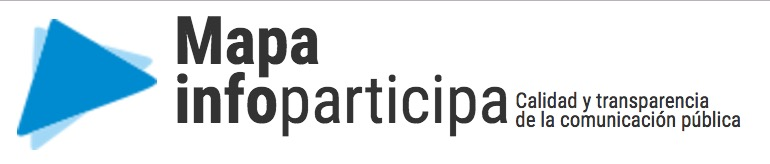 Mapa
infoparticipa
Calidad y transparencia
de la comunicación pública